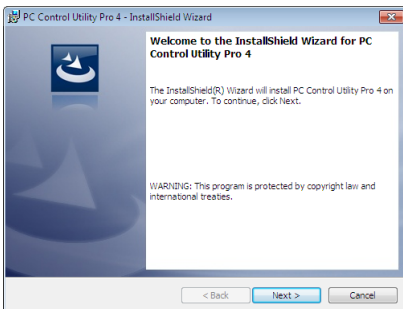 PC Control Utility Pro 4 - InstallShield Wizard
Welcome to the InstallShield Wizard for PC
Control Utility Pro 4
The InstallShield(R) Wizard will install PC Control Utility Pro 4 on
your computer. To continue, click Next.
WARNING: This program is protected by copyright law and
international treaties.
< Back
Next >
Cancel